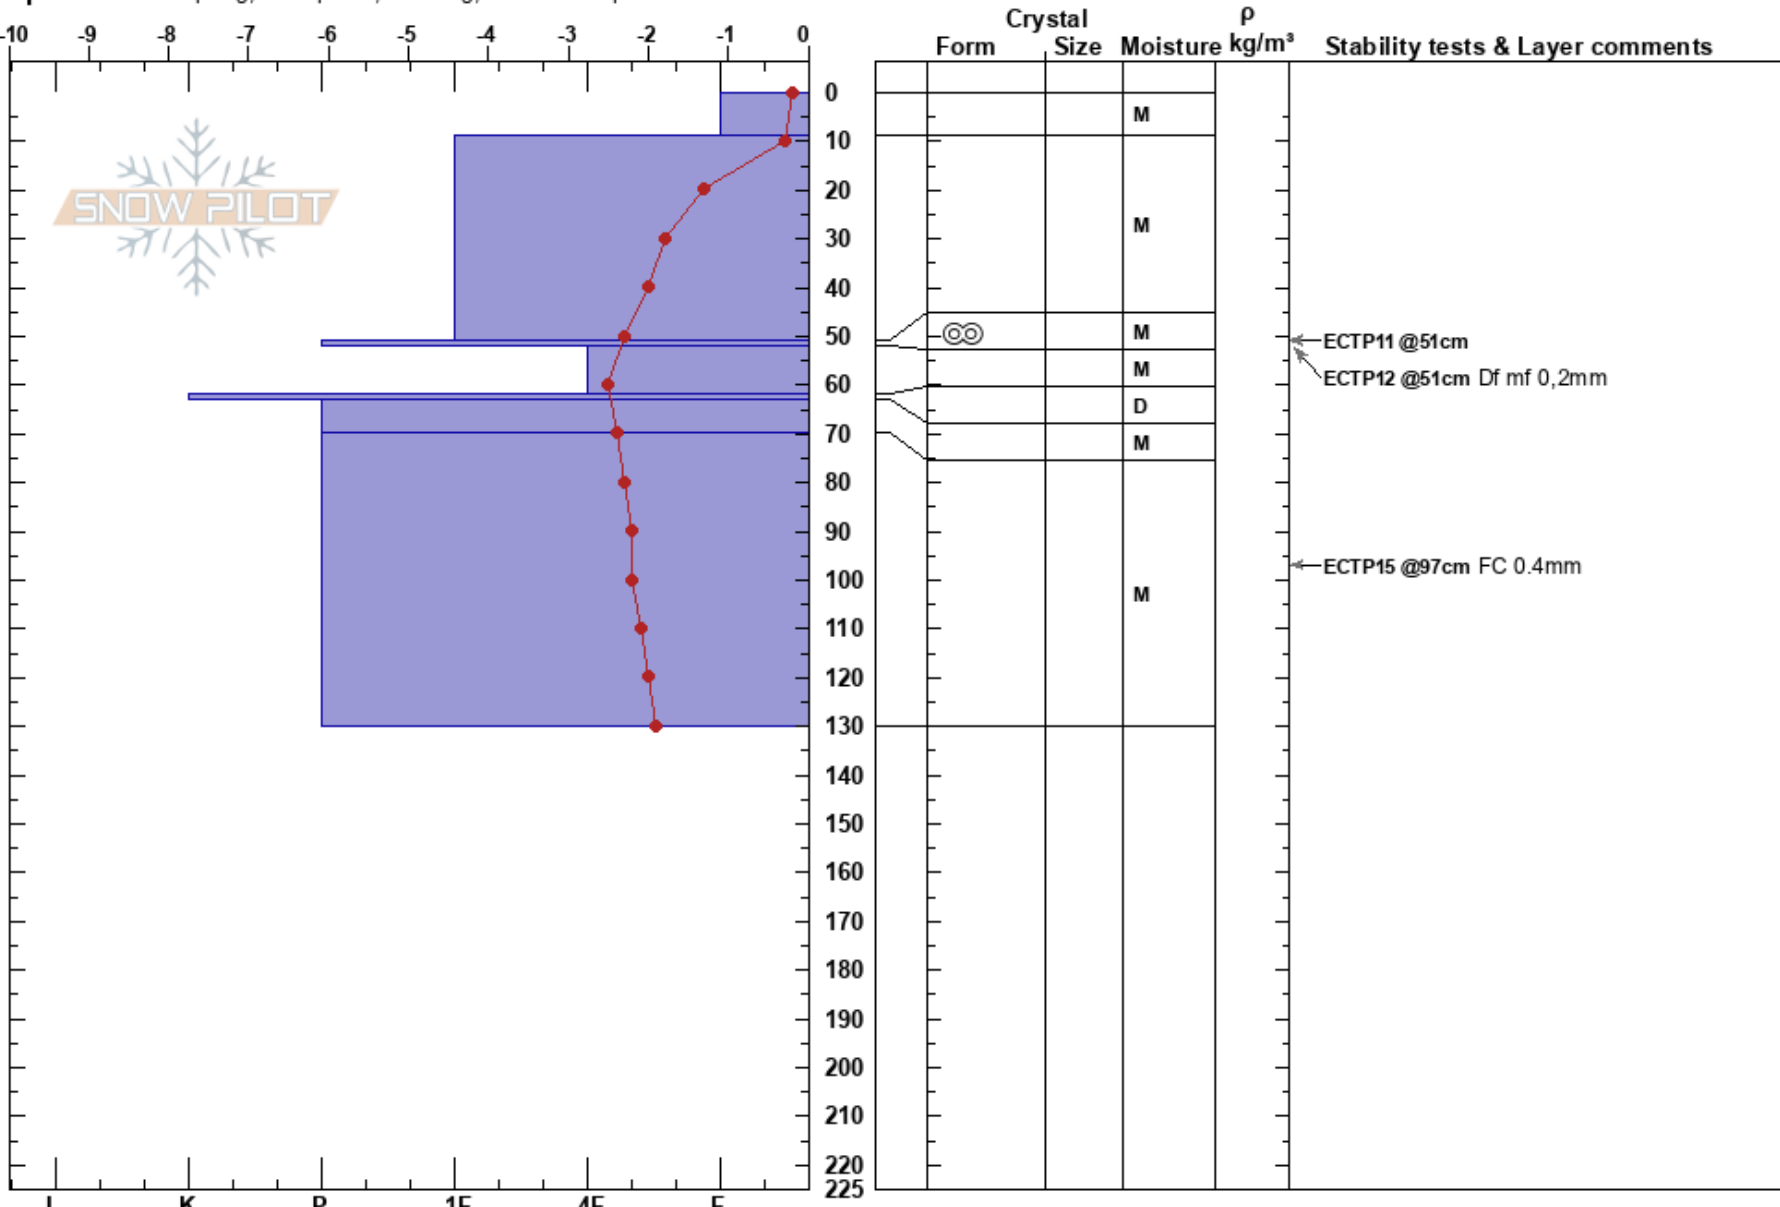 Crystal ρ
-10 -9 -8 -7 -6 -5 -4 -3 -2 -1 0
Form Size Moisture kg/m³ Stability tests & Layer comments
0
M
10
SNOW PILOT
20
M
30
40
50
M
ECTP11 @51cm
M
ECTP12 @51cm Df mf 0,2mm
60
D
70
M
80
90
ECTP15 @97cm FC 0.4mm
100
M
110
120
130
140
150
160
170
180
190
200
210
220
225
I K P 1F 4F F